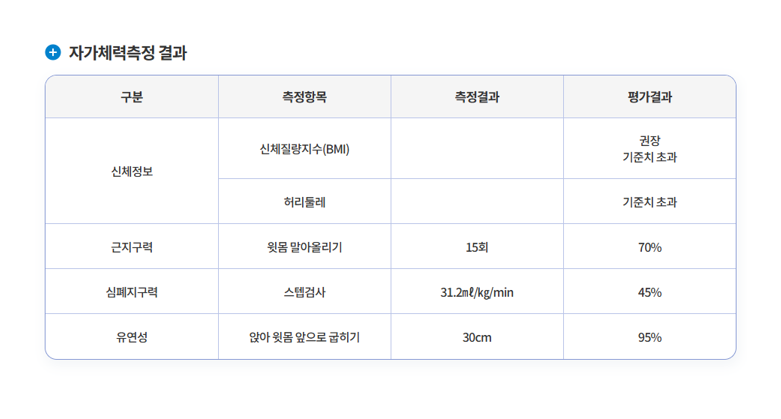 자가체력측정 결과
구분 측정항목 측정결과 평가결과
신체정보 신체질량지수(BMI) 권장
기준치 초과
허리둘레 기준치 초과
근지구력 윗몸 말아올리기 15회 70%
심폐지구력 스텝검사 31.2㎖/kg/min 45%
유연성 앉아 윗몸 앞으로 굽히기 30cm 95%